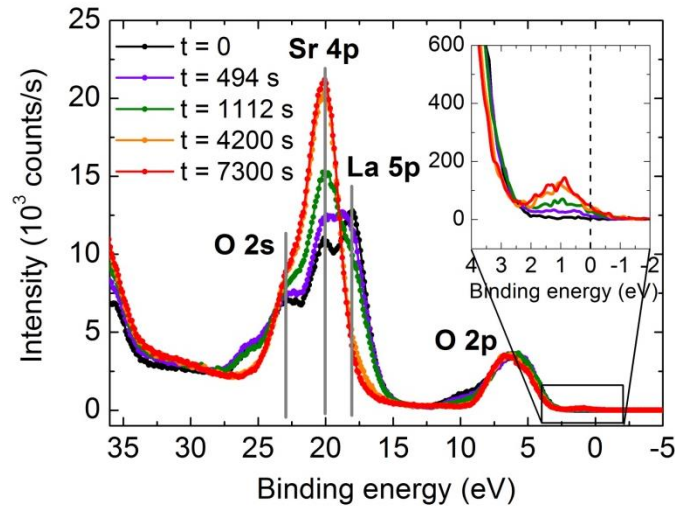 25
20
15
10
5
0
Intensity (10³ counts/s)
t = 0
t = 494 s
t = 1112 s
t = 4200 s
t = 7300 s
Sr 4p
La 5p
O 2s
O 2p
600
400
200
0
4 3 2 1 0 -1 -2
Binding energy (eV)
35 30 25 20 15 10 5 0 -5
Binding energy (eV)